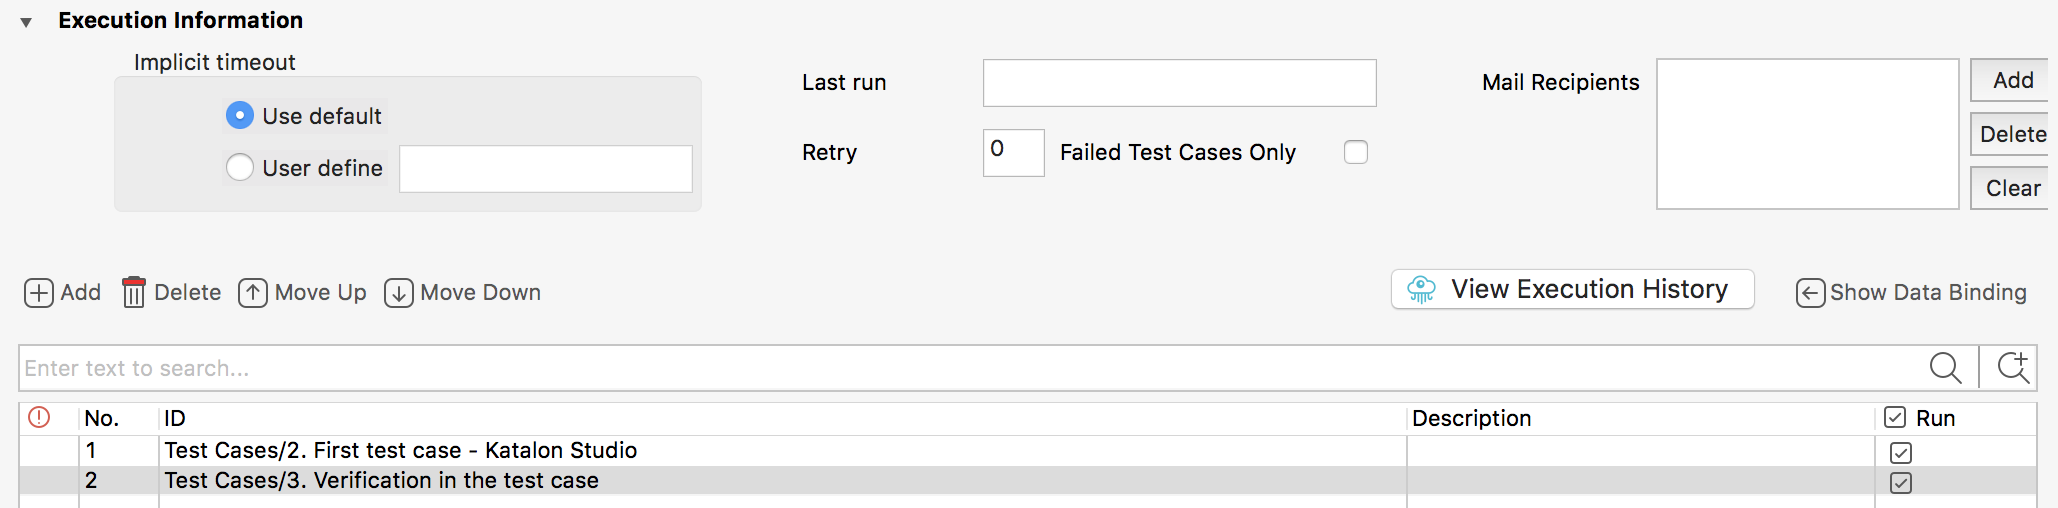 Execution Information
Implicit timeout
Use default
User define
Last run
Retry 0 Failed Test Cases Only
Mail Recipients
Add
Delete
Clear
Add Delete Move Up Move Down View Execution History Show Data Binding
Enter text to search...
No. ID Description Run
1 Test Cases/2. First test case - Katalon Studio
2 Test Cases/3. Verification in the test case